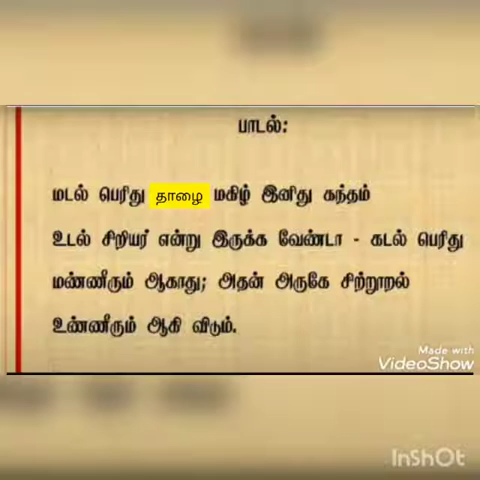 பாடல்:
மடல் பெரிது தாழை மகிழ் இனிது கந்தம்
உடல் சிறியர் என்று இருக்க வேண்டா - கடல் பெரிது
மண்ணீரும் ஆகாது; அதன் அருகே சிற்றூறல்
உண்ணீரும் ஆகி விடும்.
Made with
VideoShow
InShOt